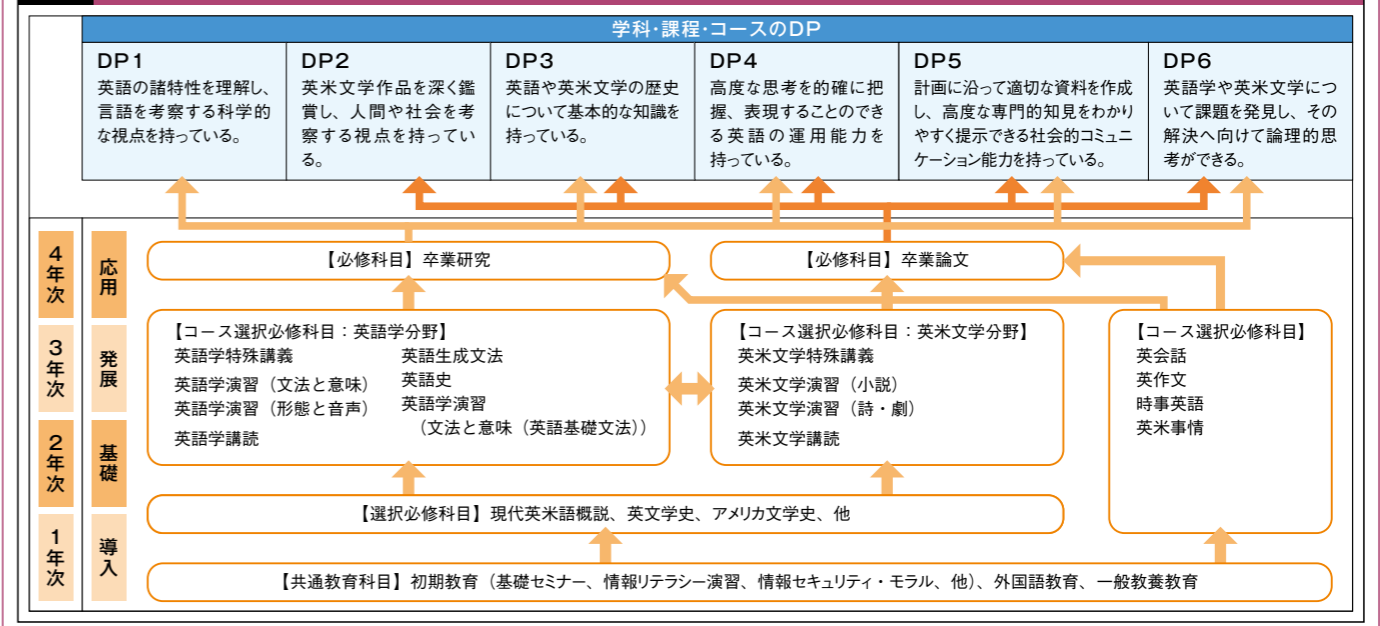 学科・課程・コースのDP
DP1
英語の諸特性を理解し、
言語を考察する科学的
な視点を持っている。
DP2
英米文学作品を深く鑑
賞し、人間や社会を考
察する視点を持ってい
る。
DP3
英語や英米文学の歴史
について基本的な知識を
持っている。
DP4
高度な思考を的確に把
握、表現することのでき
る英語の運用能力を
持っている。
DP5
計画に沿って適切な資料を作成
し、高度な専門的知見をわかり
やすく提示できる社会的コミュニ
ケーション能力を持っている。
DP6
英語学や英米文学につ
いて課題を発見し、その
解決へ向けて論理的思
考ができる。
4年次
応用
【必修科目】卒業研究
【必修科目】卒業論文
3年次
発展
2年次
基礎
【コース選択必修科目：英語学分野】
英語学特殊講義
英語学演習（文法と意味）
英語学演習（形態と音声）
英語学講読
英語生成文法
英語史
英語学演習
（文法と意味（英語基礎文法））
【コース選択必修科目：英米文学分野】
英米文学特殊講義
英米文学演習（小説）
英米文学演習（詩・劇）
英米文学講読
【コース選択必修科目】
英会話
英作文
時事英語
英米事情
1年次
導入
【選択必修科目】現代英米語概説、英文学史、アメリカ文学史、他
【共通教育科目】初期教育（基礎セミナー、情報リテラシー演習、情報セキュリティ・モラル、他）、外国語教育、一般教養教育